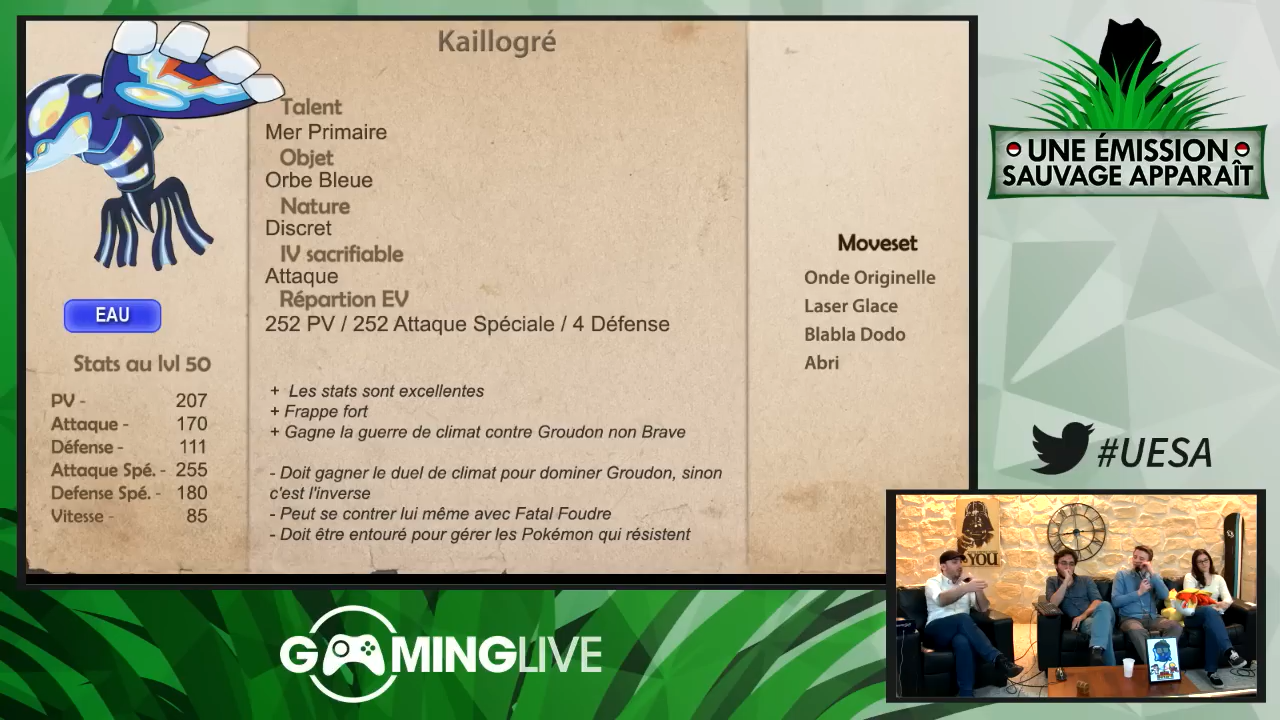 Kaillogré
Talent
Mer Primaire
Objet
Orbe Bleue
Nature
Discret
IV sacrifiable
Attaque
Répartion EV
252 PV / 252 Attaque Spéciale / 4 Défense
EAU
Stats au lvl 50
PV - 207
Attaque - 170
Défense - 111
Attaque Spé. - 255
Defense Spé. - 180
Vitesse - 85
+ Les stats sont excellentes
+ Frappe fort
+ Gagne la guerre de climat contre Groudon non Brave
- Doit gagner le duel de climat pour dominer Groudon, sinon
c'est l'inverse
- Peut se contrer lui même avec Fatal Foudre
- Doit être entouré pour gérer les Pokémon qui résistent
Moveset
Onde Originelle
Laser Glace
Blabla Dodo
Abri
UNE ÉMISSION
SAUVAGE APPARAÎT
#UESA
YOU
GAMINGLIVE